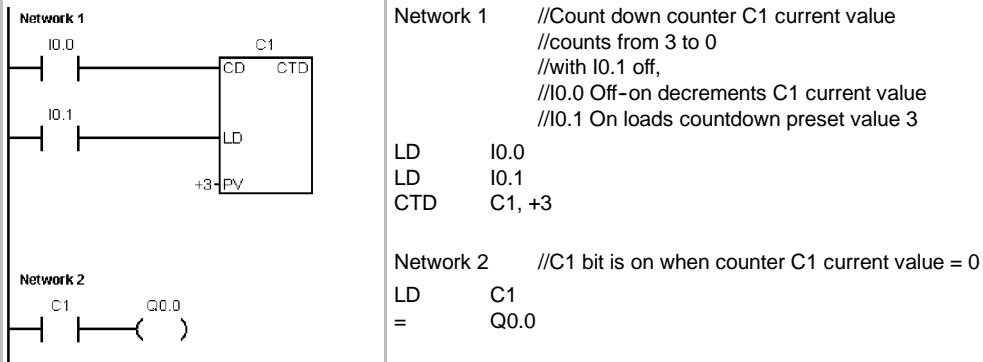 Network 1
I0.0
C1
CD CTD
I0.1
LD
+3 PV
Network 2
C1 Q0.0
Network 1 //Count down counter C1 current value
//counts from 3 to 0
//with I0.1 off,
//I0.0 Off-on decrements C1 current value
//I0.1 On loads countdown preset value 3
LD I0.0
LD I0.1
CTD C1, +3
Network 2 //C1 bit is on when counter C1 current value = 0
LD C1
= Q0.0